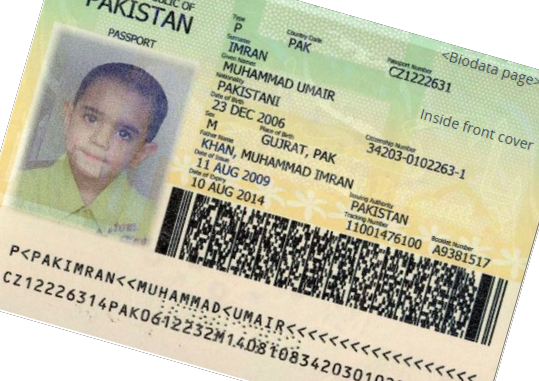 PAKISTAN
PASSPORT
Type
P
Country Code
PAK
Passport Number
CZ1222631
<Biodata page>
Surname
IMRAN
Given Names
MUHAMMAD UMAIR
Nationality
PAKISTANI
Inside front cover
Date of Birth
23 DEC 2006
Citizenship Number
34203-0102263-1
Sex
M
Place of Birth
GUJRAT, PAK
Father Name
KHAN, MUHAMMAD IMRAN
Date of Issue
11 AUG 2009
Issuing Authority
PAKISTAN
Date of Expiry
10 AUG 2014
Tracking Number
11001476100
Booklet Number
A9381517
P<PAKIMRAN<<MUHAMMAD<UMAIR<<<<<<<<<<<<<<<<<<
CZ12226314PAK0612232M1408108342030102